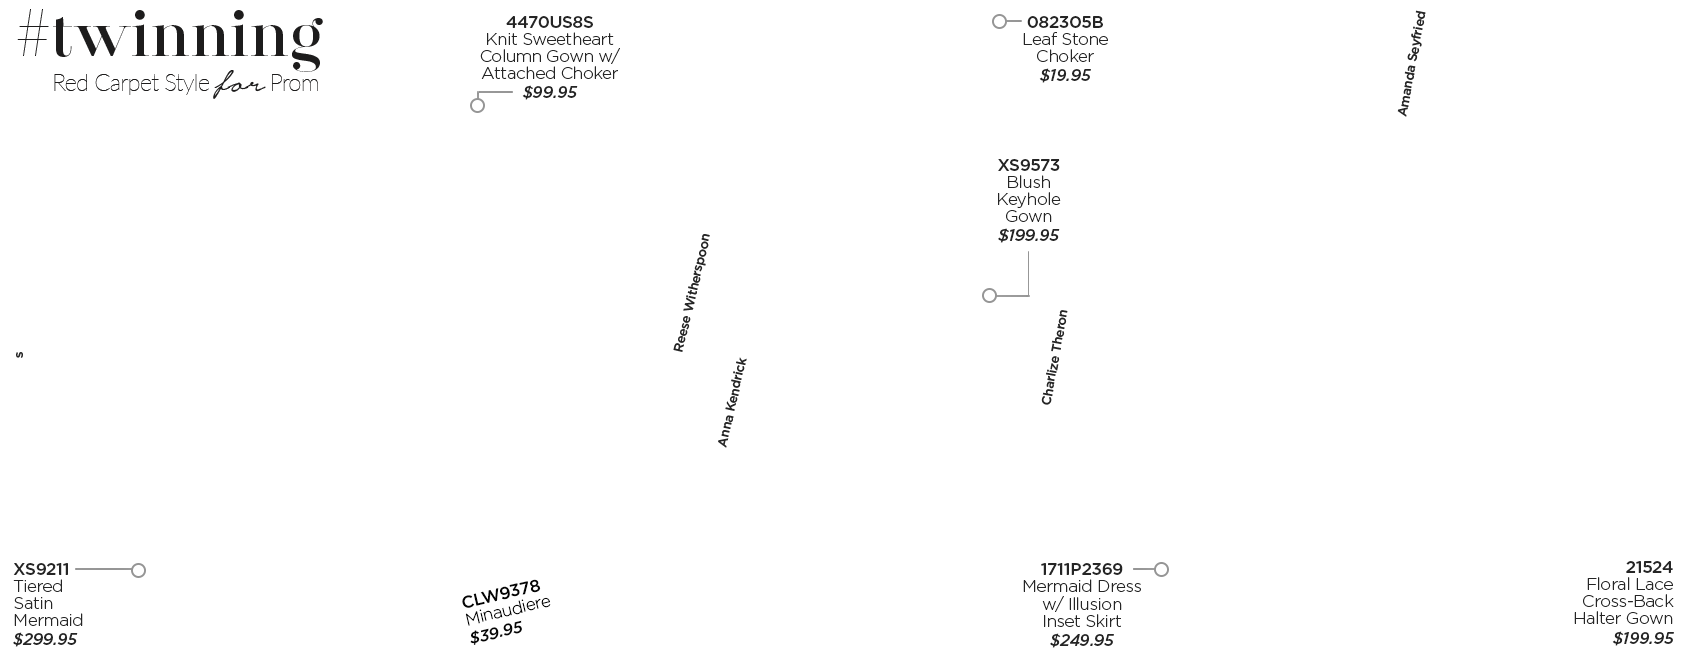 #twinning
Red Carpet Style for Prom
4470US8S
Knit Sweetheart
Column Gown w/
Attached Choker
$99.95
082305B
Leaf Stone
Choker
$19.95
Amanda Seyfried
XS9573
Blush
Keyhole
Gown
$199.95
Reese Witherspoon
Anna Kendrick
Charlize Theron
s
XS9211
Tiered
Satin
Mermaid
$299.95
CLW9378
Minaudiere
$39.95
1711P2369
Mermaid Dress
w/ Illusion
Inset Skirt
$249.95
21524
Floral Lace
Cross-Back
Halter Gown
$199.95